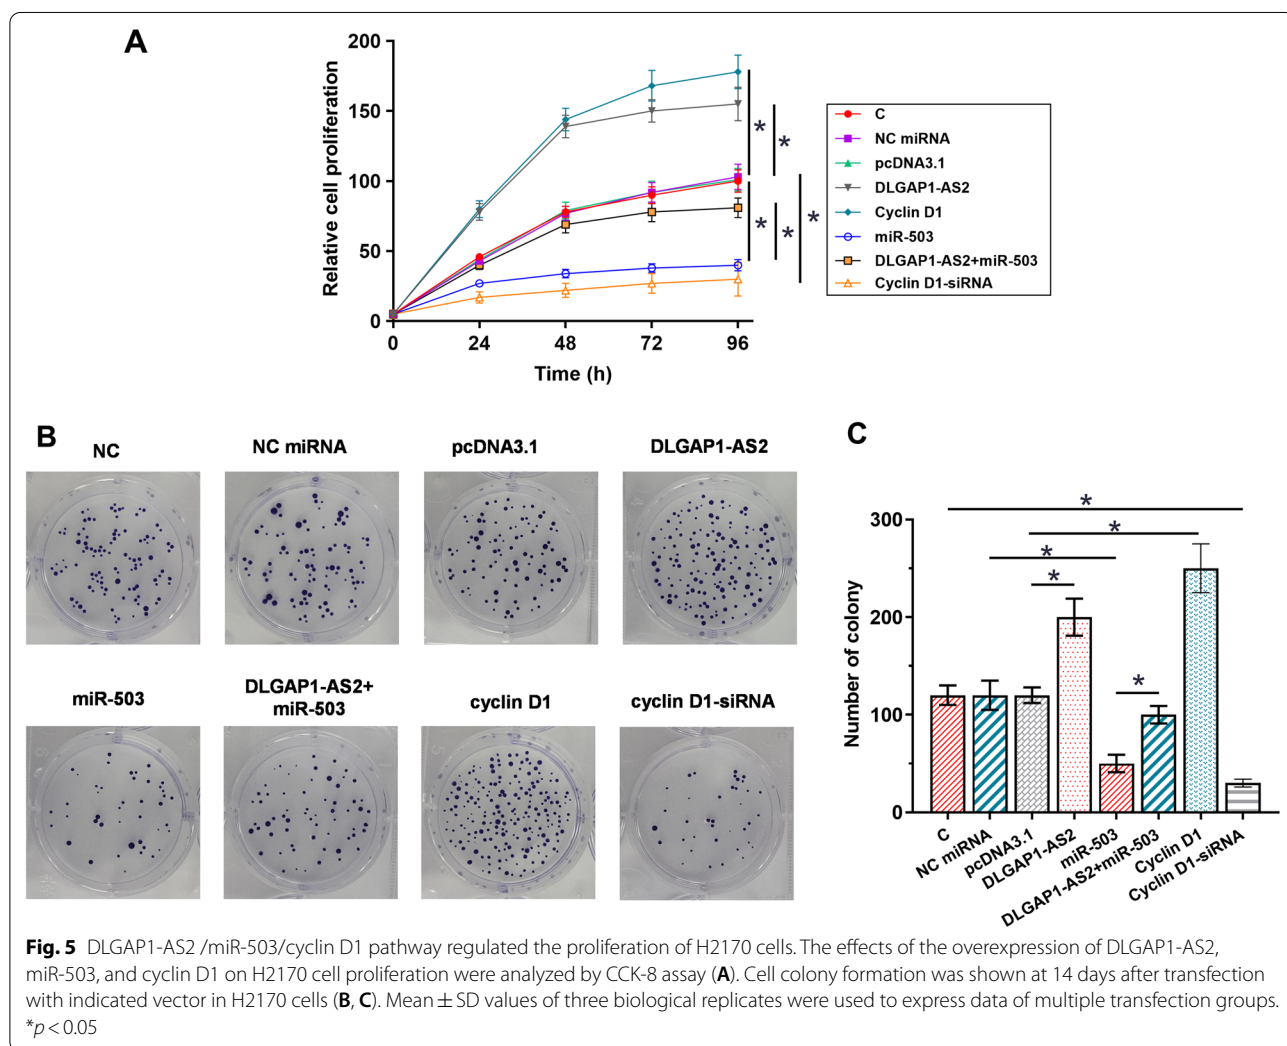 A
200
150
100
50
0
Relative cell proliferation
0 24 48 72 96
Time (h)
* * * * *
C
NC miRNA
pcDNA3.1
DLGAP1-AS2
Cyclin D1
miR-503
DLGAP1-AS2+miR-503
Cyclin D1-siRNA
B
NC NC miRNA pcDNA3.1 DLGAP1-AS2
miR-503 DLGAP1-AS2+ cyclin D1 cyclin D1-siRNA
miR-503
C
300
200
100
0
Number of colony
* * * * *
C NC miRNA pcDNA3.1 DLGAP1-AS2 miR-503 DLGAP1-AS2+miR-503 Cyclin D1 Cyclin D1-siRNA
Fig. 5 DLGAP1-AS2 /miR-503/cyclin D1 pathway regulated the proliferation of H2170 cells. The effects of the overexpression of DLGAP1-AS2,
miR-503, and cyclin D1 on H2170 cell proliferation were analyzed by CCK-8 assay (A). Cell colony formation was shown at 14 days after transfection
with indicated vector in H2170 cells (B, C). Mean ± SD values of three biological replicates were used to express data of multiple transfection groups.
*p < 0.05